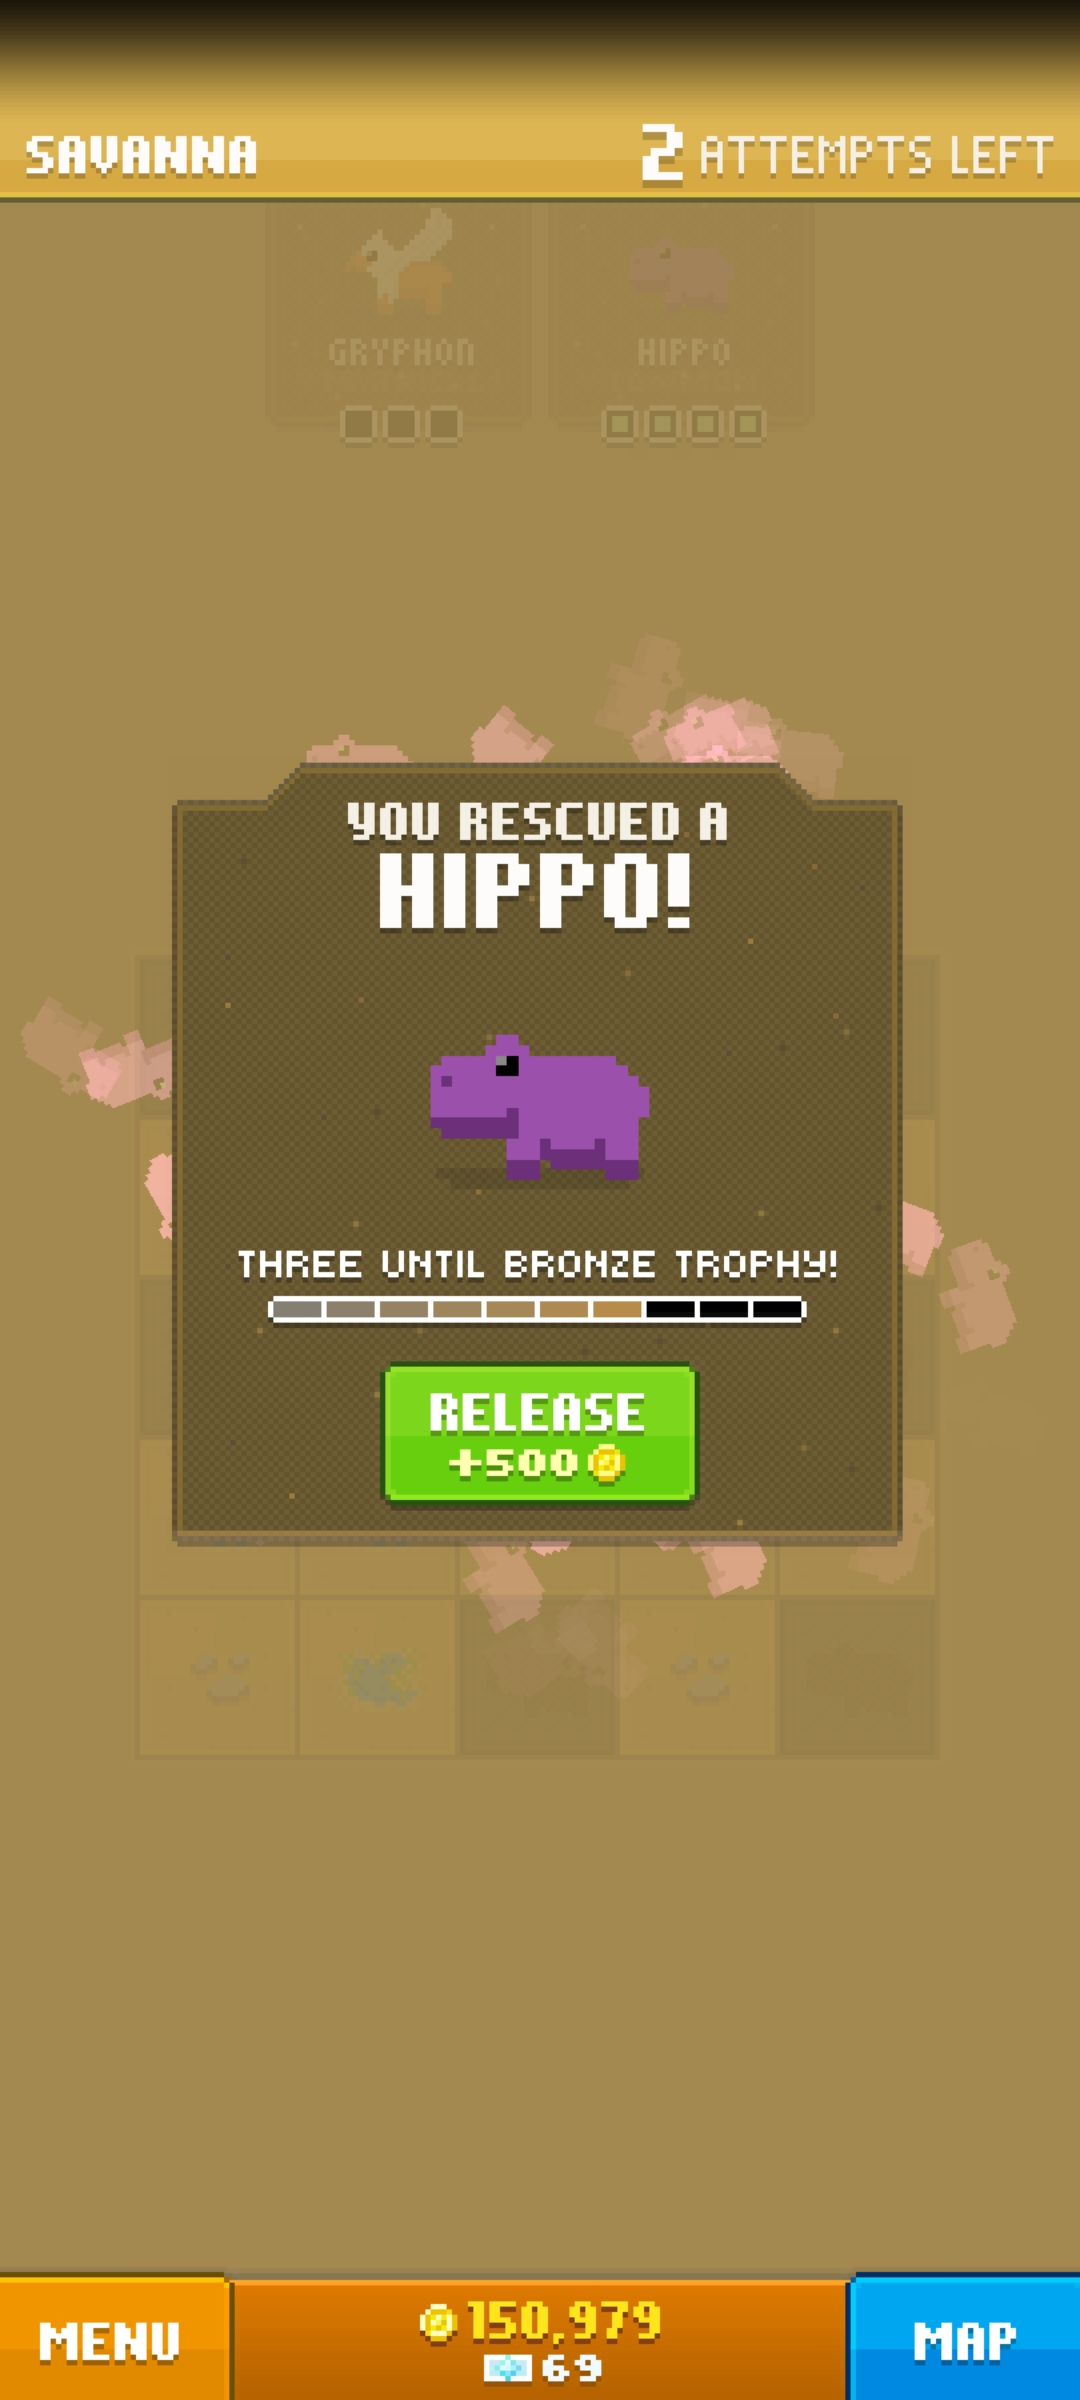 SAVANNA
2 ATTEMPTS LEFT
GRYPHON
HIPPO
YOU RESCUED A
HIPPO!
THREE UNTIL BRONZE TROPHY!
RELEASE
+500
MENU
150,979
69
MAP